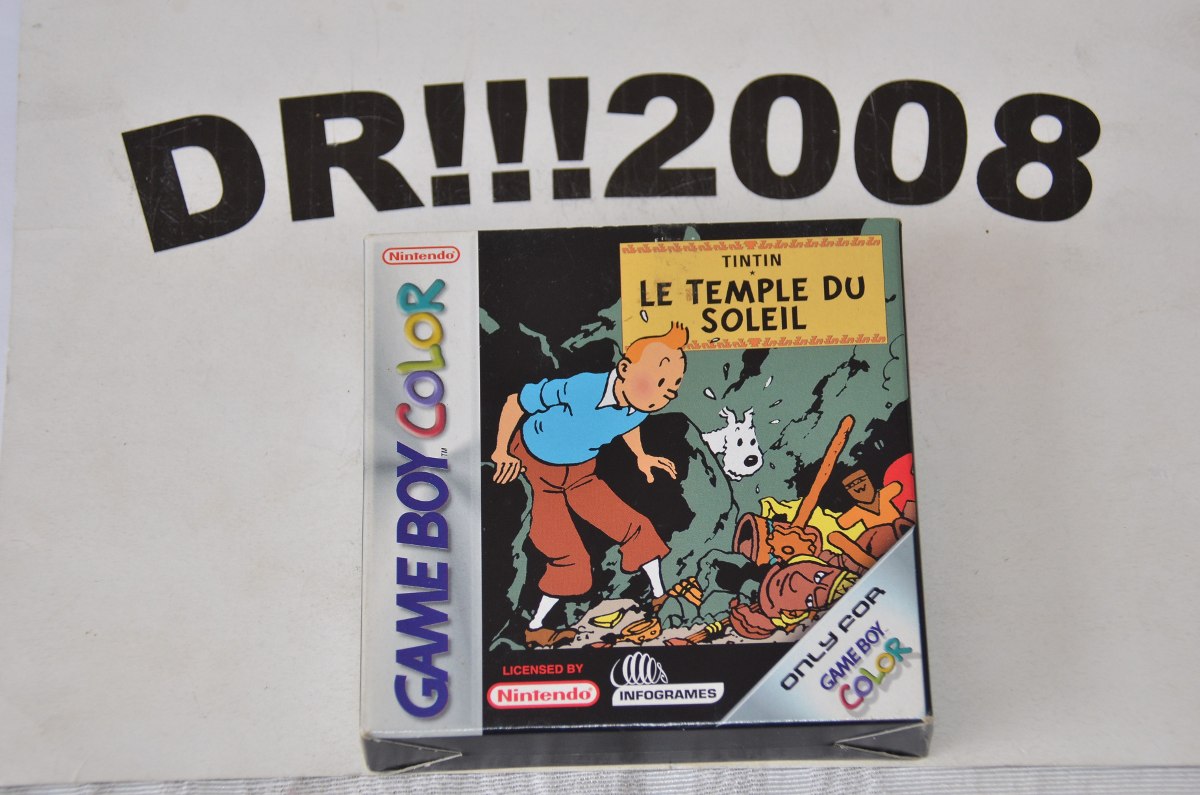 DR!!!2008
Nintendo
GAME BOY COLOR
TM
TINTIN
LE TEMPLE DU
SOLEIL
LICENSED BY
Nintendo
INFOGRAMES
ONLY FOR
GAME BOY
COLOR